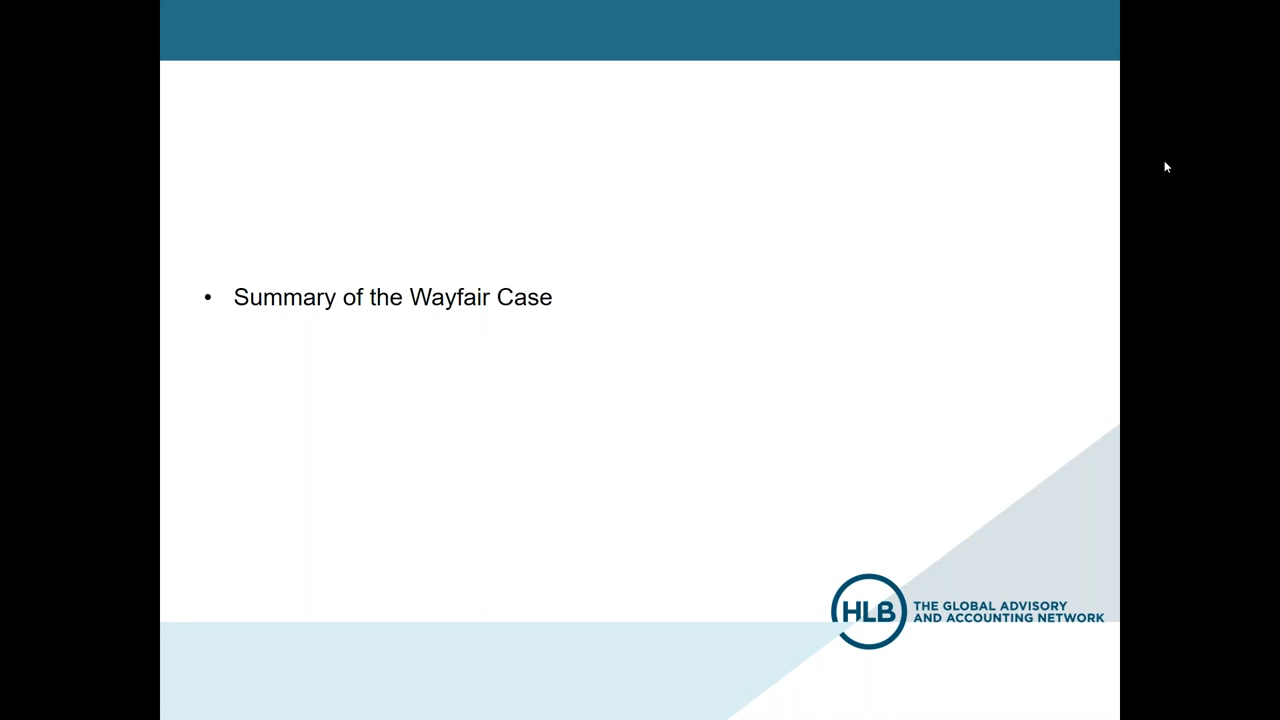 • Summary of the Wayfair Case
HLB
THE GLOBAL ADVISORY
AND ACCOUNTING NETWORK